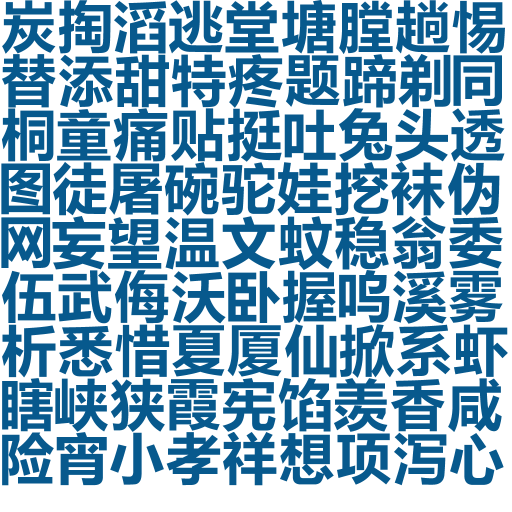 炭掏滔逃堂塘膛趟惕
替添甜特疼题蹄剃同
桐童痛贴挺吐兔头透
图徒屠碗驼娃挖袜伪
网妄望温文蚊稳翁委
伍武侮沃卧握呜溪雾
析悉惜夏厦仙掀系虾
瞎峡狭霞宪馅羡香咸
险宵小孝祥想项泻心